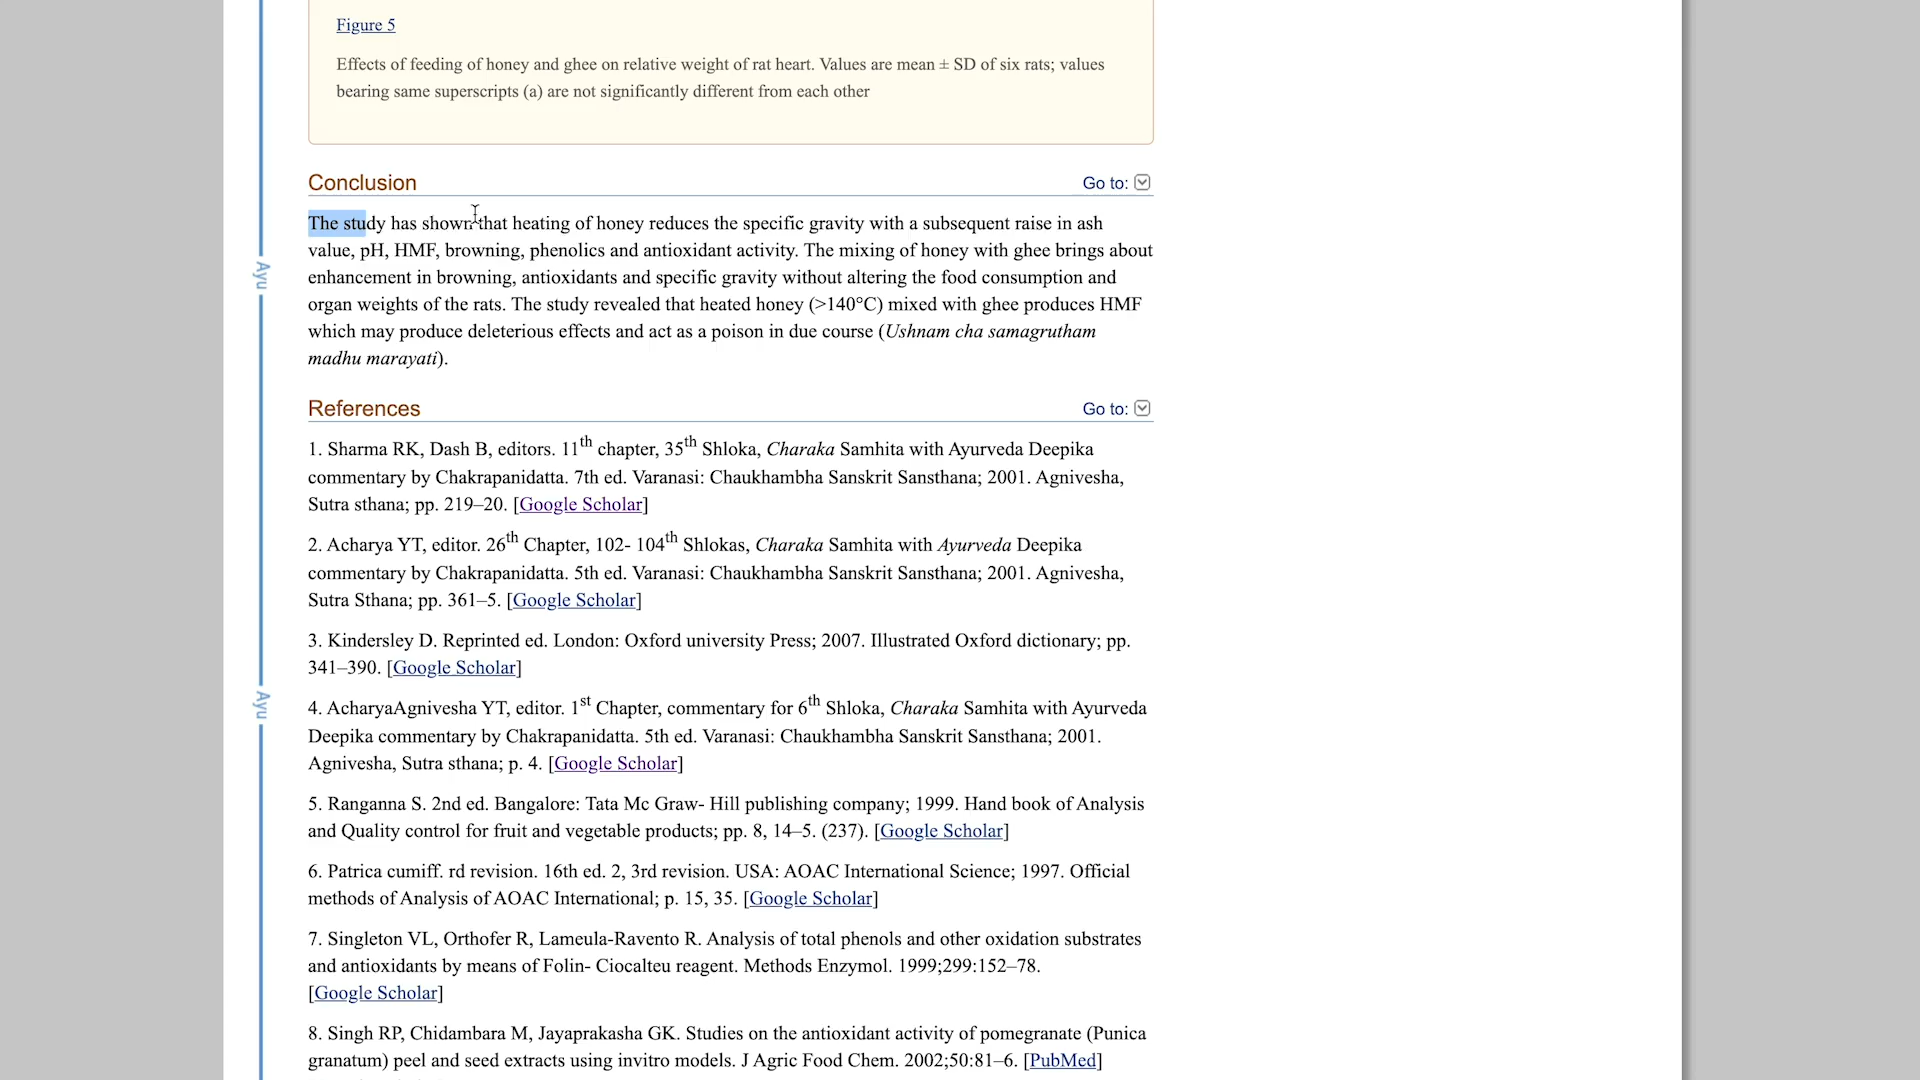 Figure 5
Effects of feeding of honey and ghee on relative weight of rat heart. Values are mean ± SD of six rats; values
bearing same superscripts (a) are not significantly different from each other
Conclusion
Go to:
The study has shown that heating of honey reduces the specific gravity with a subsequent raise in ash
value, pH, HMF, browning, phenolics and antioxidant activity. The mixing of honey with ghee brings about
enhancement in browning, antioxidants and specific gravity without altering the food consumption and
organ weights of the rats. The study revealed that heated honey (>140°C) mixed with ghee produces HMF
which may produce deleterious effects and act as a poison in due course (Ushnam cha samagrutham
madhu marayati).
References
Go to:
1. Sharma RK, Dash B, editors. 11th chapter, 35th Shloka, Charaka Samhita with Ayurveda Deepika
commentary by Chakrapanidatta. 7th ed. Varanasi: Chaukhambha Sanskrit Sansthana; 2001. Agnivesha,
Sutra sthana; pp. 219–20. [Google Scholar]
2. Acharya YT, editor. 26th Chapter, 102- 104th Shlokas, Charaka Samhita with Ayurveda Deepika
commentary by Chakrapanidatta. 5th ed. Varanasi: Chaukhambha Sanskrit Sansthana; 2001. Agnivesha,
Sutra Sthana; pp. 361–5. [Google Scholar]
3. Kindersley D. Reprinted ed. London: Oxford university Press; 2007. Illustrated Oxford dictionary; pp.
341–390. [Google Scholar]
4. AcharyaAgnivesha YT, editor. 1st Chapter, commentary for 6th Shloka, Charaka Samhita with Ayurveda
Deepika commentary by Chakrapanidatta. 5th ed. Varanasi: Chaukhambha Sanskrit Sansthana; 2001.
Agnivesha, Sutra sthana; p. 4. [Google Scholar]
5. Ranganna S. 2nd ed. Bangalore: Tata Mc Graw- Hill publishing company; 1999. Hand book of Analysis
and Quality control for fruit and vegetable products; pp. 8, 14–5. (237). [Google Scholar]
6. Patrica cumiff. rd revision. 16th ed. 2, 3rd revision. USA: AOAC International Science; 1997. Official
methods of Analysis of AOAC International; p. 15, 35. [Google Scholar]
7. Singleton VL, Orthofer R, Lameula-Ravento R. Analysis of total phenols and other oxidation substrates
and antioxidants by means of Folin- Ciocalteu reagent. Methods Enzymol. 1999;299:152–78.
[Google Scholar]
8. Singh RP, Chidambara M, Jayaprakasha GK. Studies on the antioxidant activity of pomegranate (Punica
granatum) peel and seed extracts using invitro models. J Agric Food Chem. 2002;50:81–6. [PubMed]
Ayu
Ayu